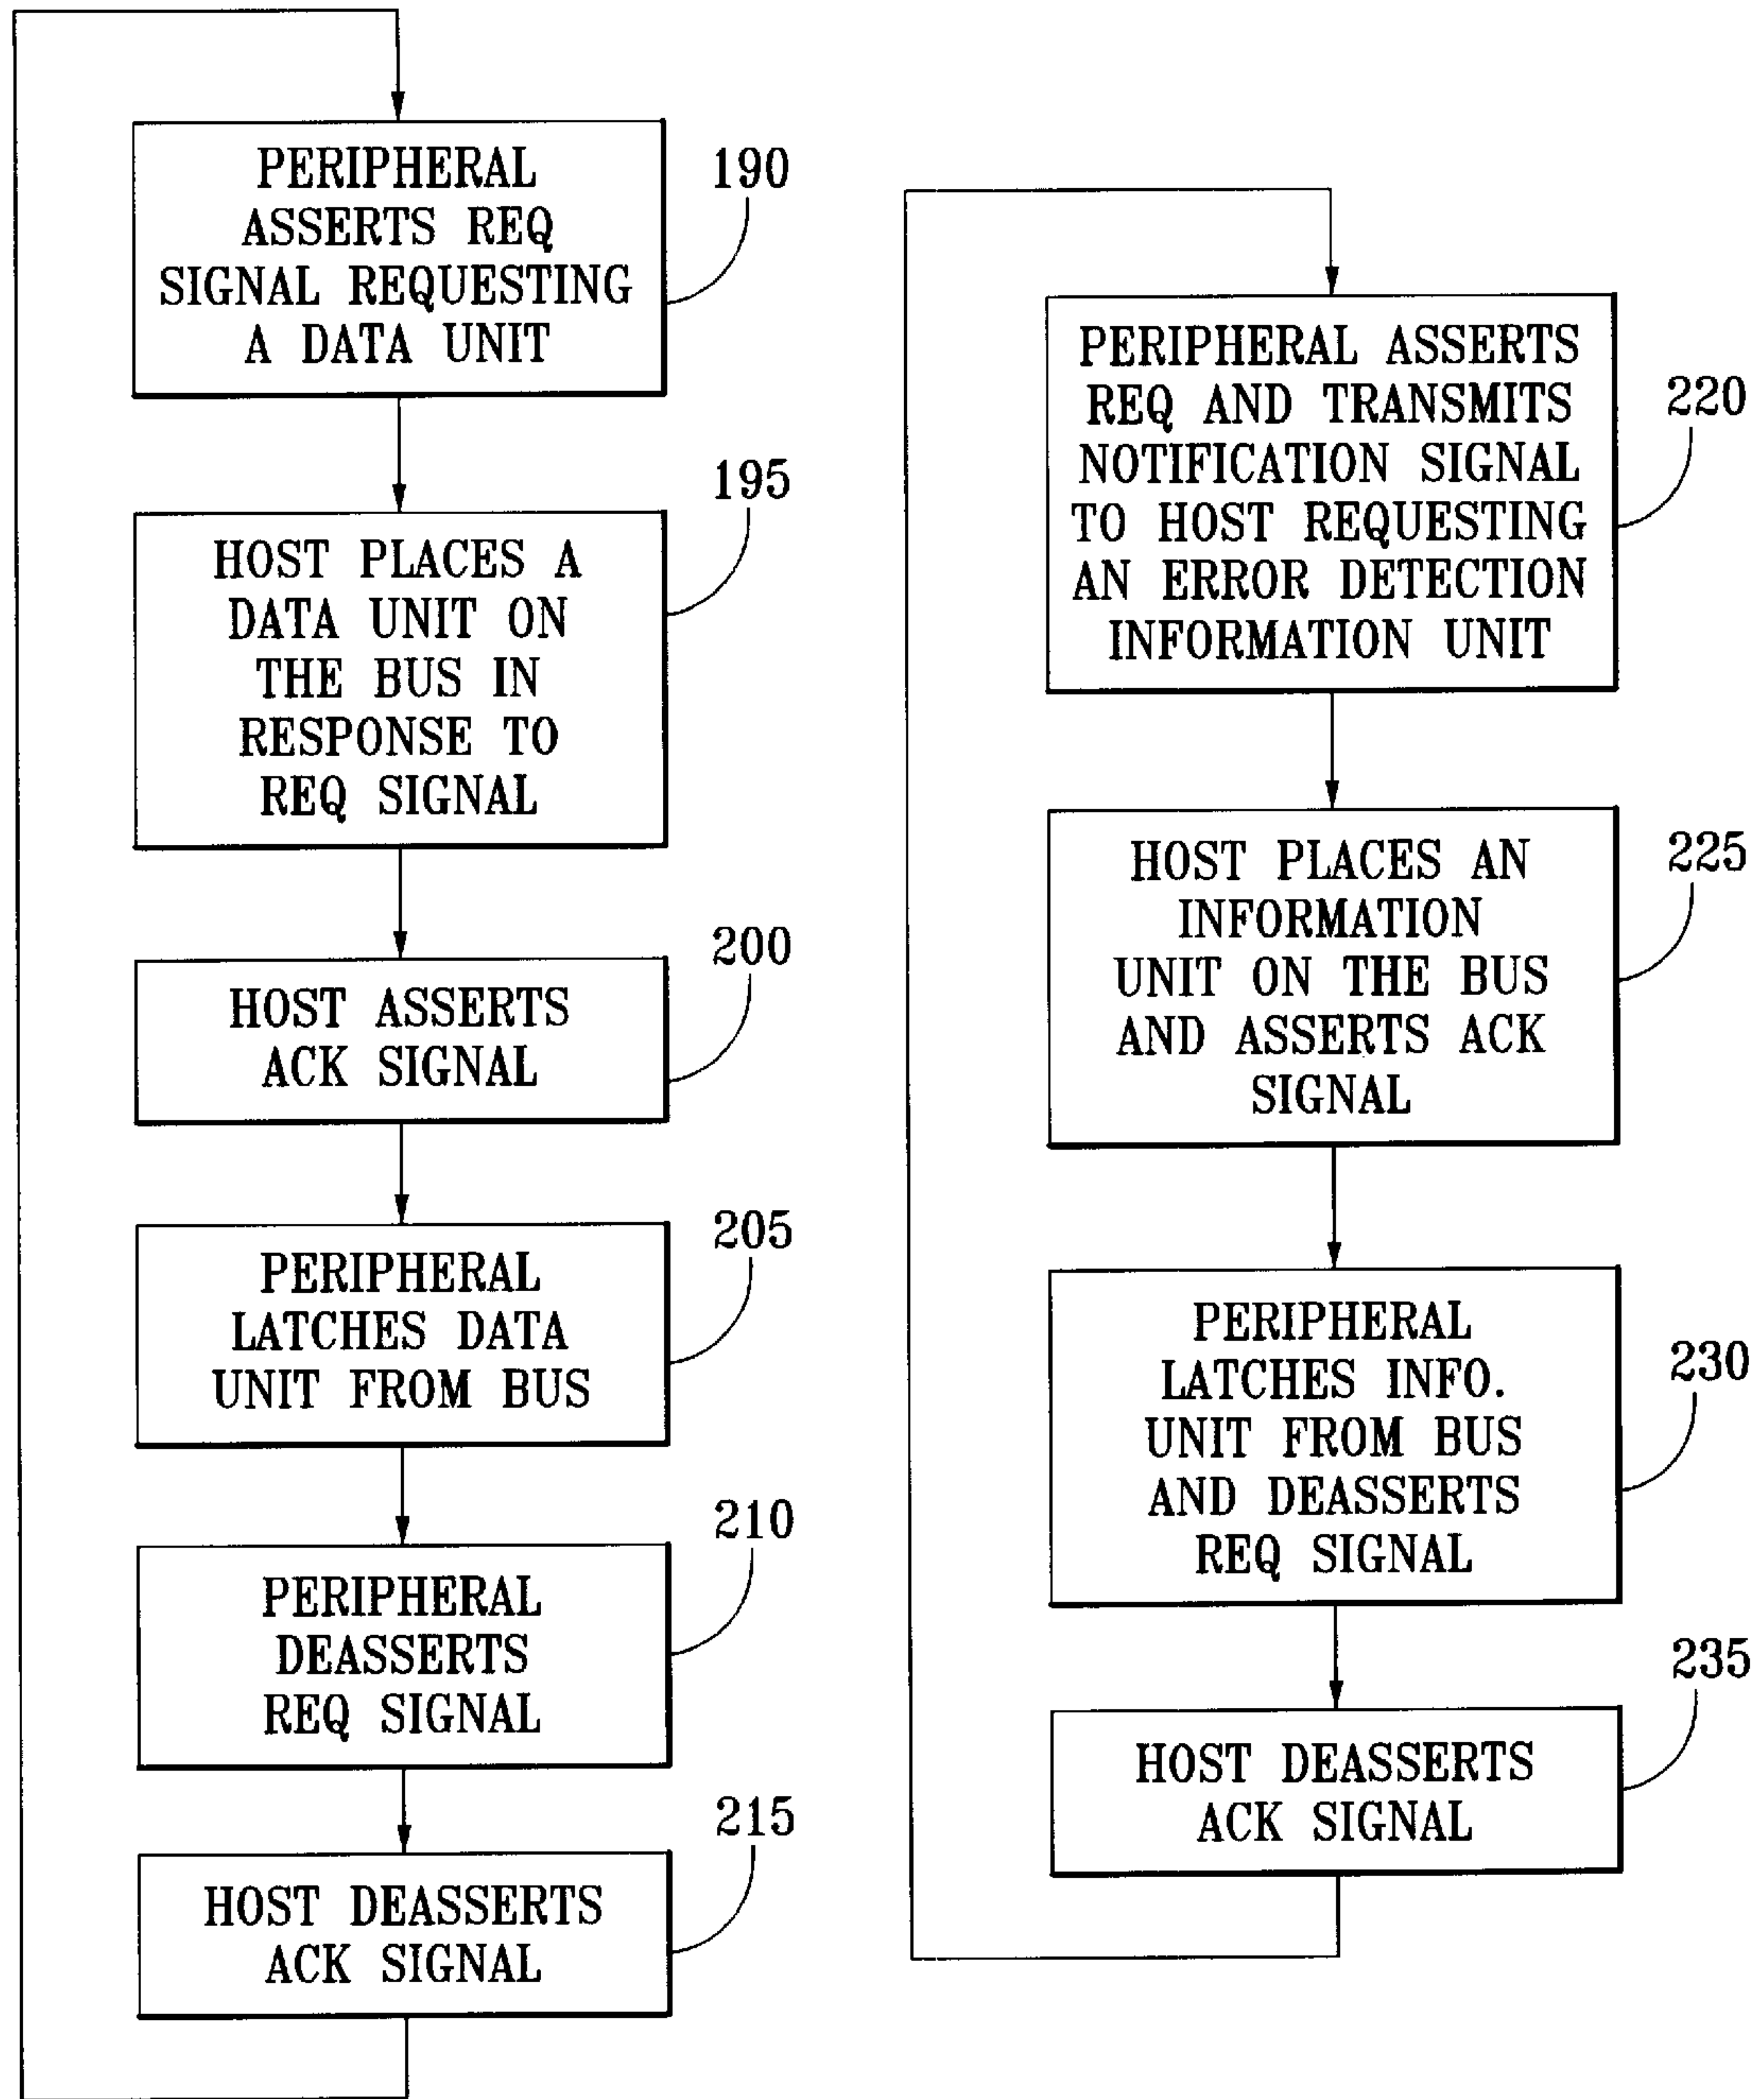 PERIPHERAL
ASSERTS REQ
SIGNAL REQUESTING
A DATA UNIT
190
HOST PLACES A
DATA UNIT ON
THE BUS IN
RESPONSE TO
REQ SIGNAL
195
HOST ASSERTS
ACK SIGNAL
200
PERIPHERAL
LATCHES DATA
UNIT FROM BUS
205
PERIPHERAL
DEASSERTS
REQ SIGNAL
210
HOST DEASSERTS
ACK SIGNAL
215
PERIPHERAL ASSERTS
REQ AND TRANSMITS
NOTIFICATION SIGNAL
TO HOST REQUESTING
AN ERROR DETECTION
INFORMATION UNIT
220
HOST PLACES AN
INFORMATION
UNIT ON THE BUS
AND ASSERTS ACK
SIGNAL
225
PERIPHERAL
LATCHES INFO.
UNIT FROM BUS
AND DEASSERTS
REQ SIGNAL
230
HOST DEASSERTS
ACK SIGNAL
235